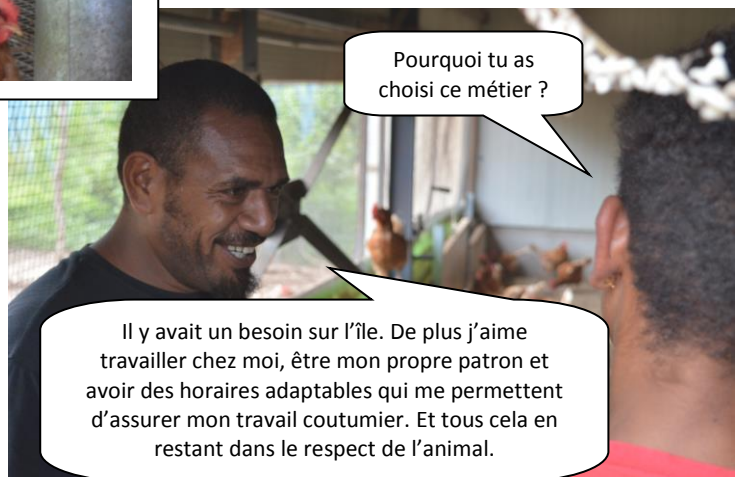 Pourquoi tu as
choisi ce métier ?
Il y avait un besoin sur l’île. De plus j’aime
travailler chez moi, être mon propre patron et
avoir des horaires adaptables qui me permettent
d’assurer mon travail coutumier. Et tous cela en
restant dans le respect de l’animal.